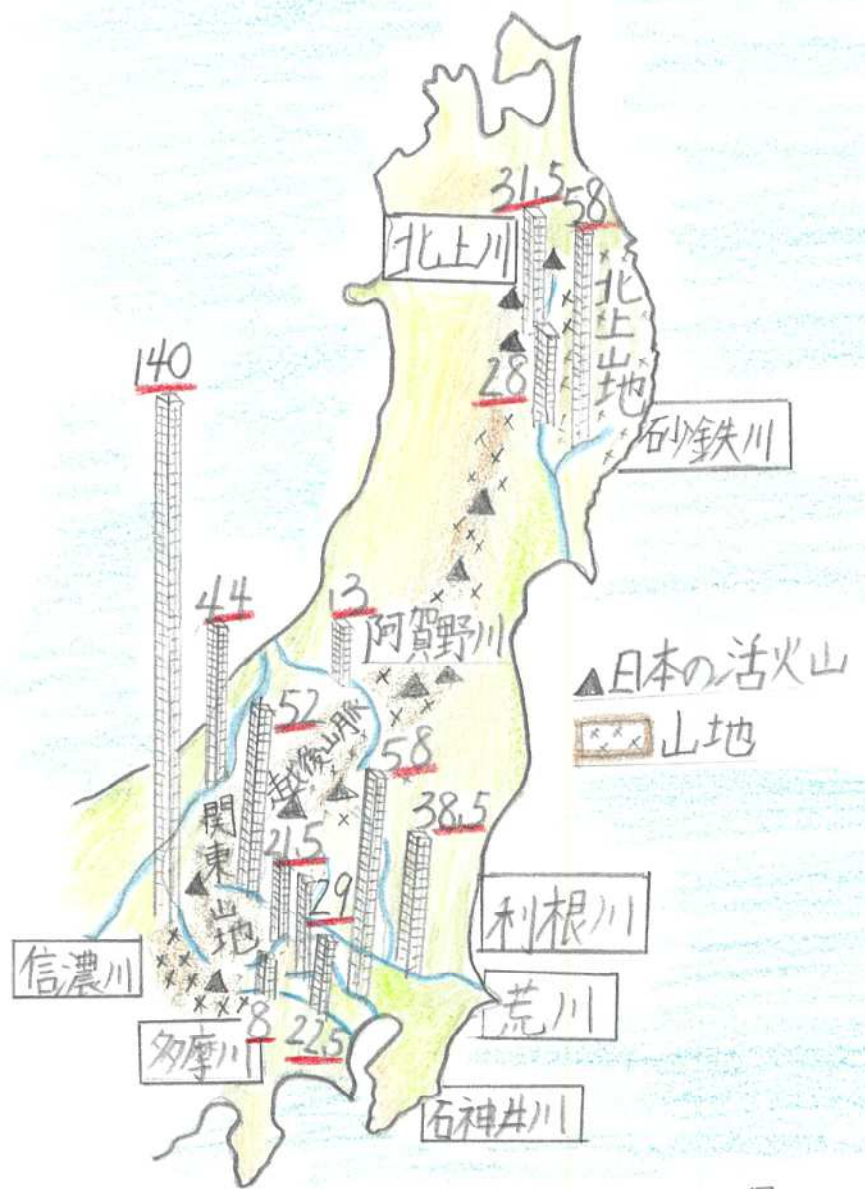 31,5
58
北上川
北上山地
140
28
砂鉄川
44
13
阿賀野川
▲日本の活火山
52
山地
越後山脈
58
38,5
関東山地
21,5
29
利根川
信濃川
荒川
多摩川
8
22,5
石神井川